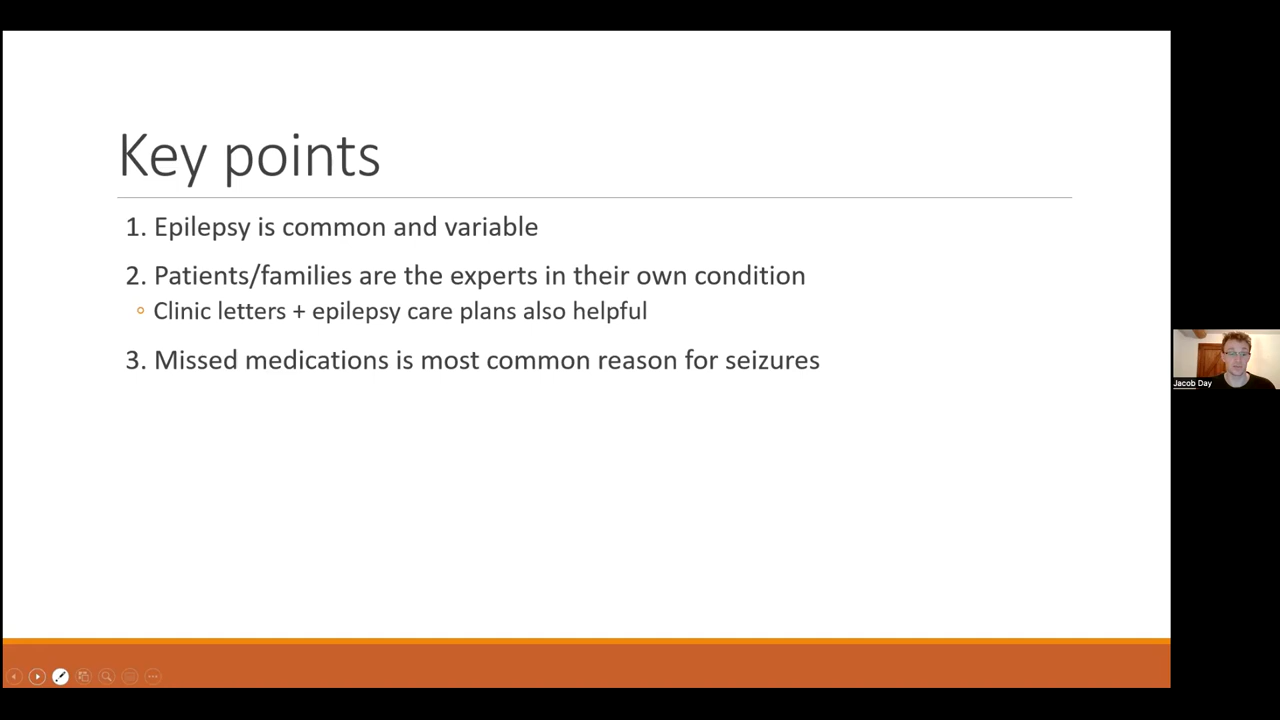 Key points
1. Epilepsy is common and variable
2. Patients/families are the experts in their own condition
Clinic letters + epilepsy care plans also helpful
3. Missed medications is most common reason for seizures
Jacob Day